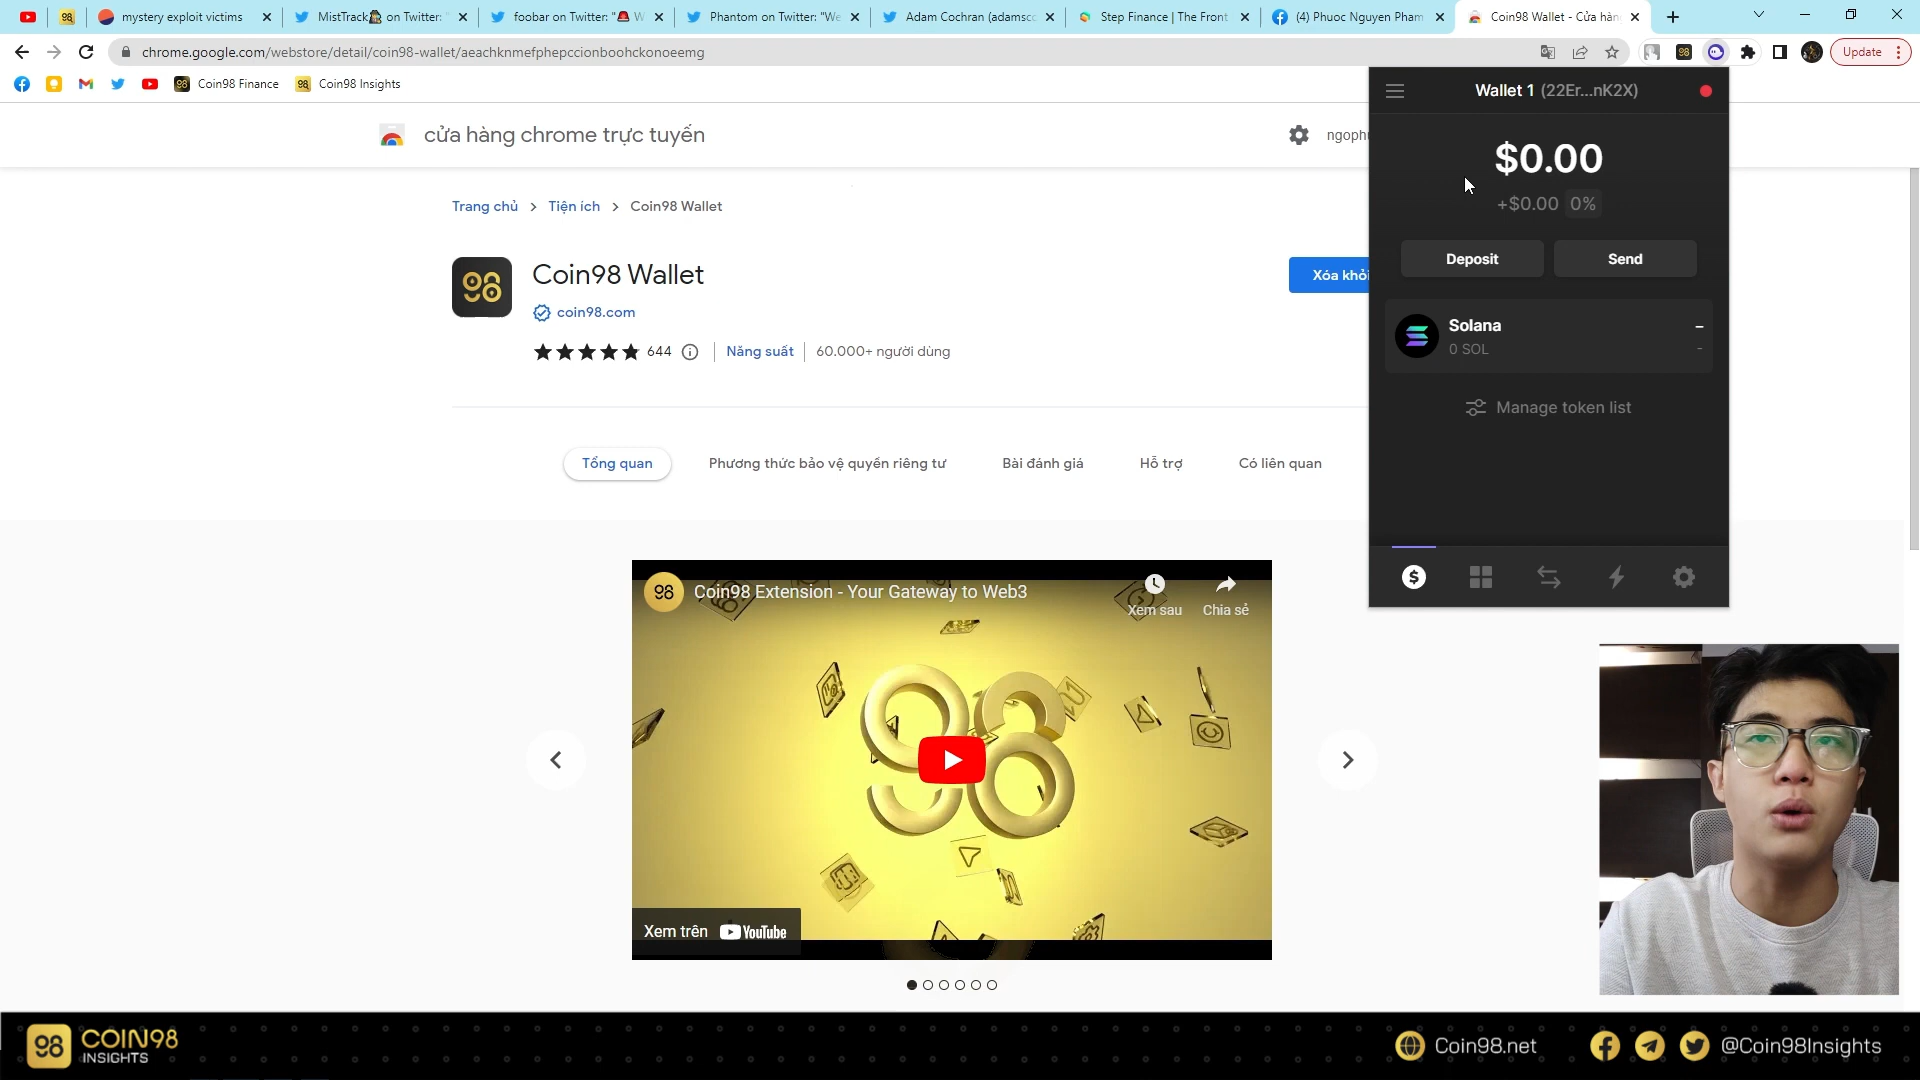 mystery exploit victims
MistTrack🕵 on Twitter: "
foobar on Twitter: "🚨 W
Phantom on Twitter: "We
Adam Cochran (adamsc
Step Finance | The Front
(4) Phuoc Nguyen Pham
Coin98 Wallet - Cửa hàn
chrome.google.com/webstore/detail/coin98-wallet/aeachknmefphepccionboohckonoeemg
Update
Coin98 Finance
Coin98 Insights
Wallet 1 (22Er...nK2X)
cửa hàng chrome trực tuyến
ngoph
$0.00
+$0.00 0%
Trang chủ > Tiện ích > Coin98 Wallet
Deposit
Send
Coin98 Wallet
Xóa khỏi
coin98.com
Solana
–
0 SOL
-
644
Năng suất
60.000+ người dùng
Manage token list
Tổng quan
Phương thức bảo vệ quyền riêng tư
Bài đánh giá
Hỗ trợ
Có liên quan
98 Coin98 Extension - Your Gateway to Web3
Xem sau
Chia sẻ
98
Xem trên YouTube
98 COIN98
INSIGHTS
Coin98.net
@Coin98Insights